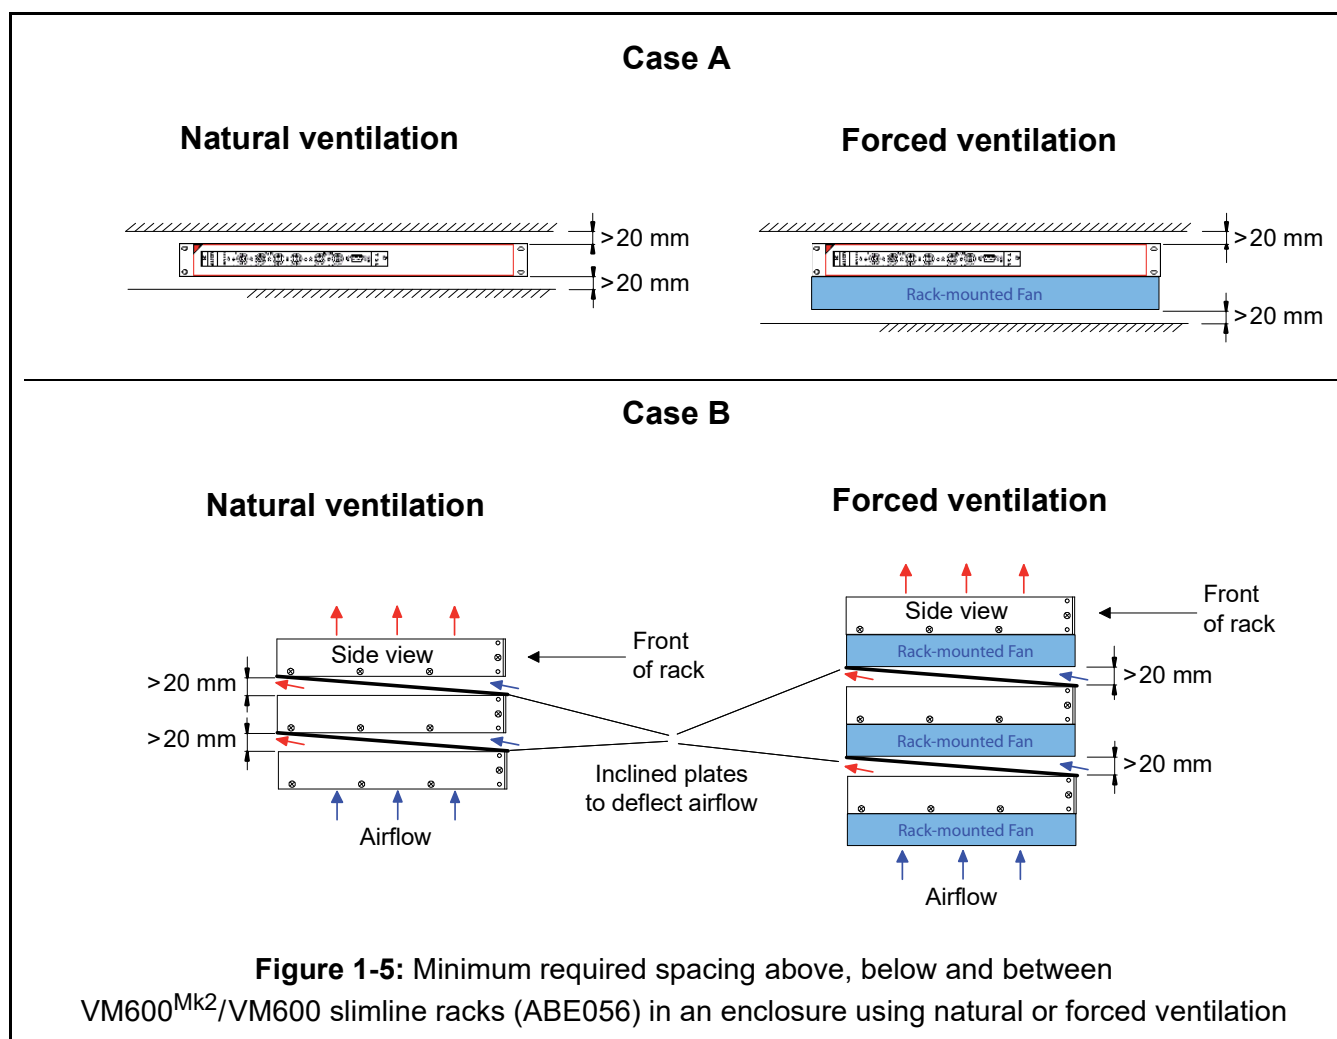 Case A
Natural ventilation
Forced ventilation
>20 mm
>20 mm
>20 mm
Rack-mounted Fan
>20 mm
Case B
Natural ventilation
Forced ventilation
Side view
Front
of rack
>20 mm
>20 mm
Airflow
Inclined plates
to deflect airflow
Side view
Front
of rack
Rack-mounted Fan
>20 mm
Rack-mounted Fan
>20 mm
Rack-mounted Fan
Airflow
Figure 1-5: Minimum required spacing above, below and between
VM600Mk2/VM600 slimline racks (ABE056) in an enclosure using natural or forced ventilation